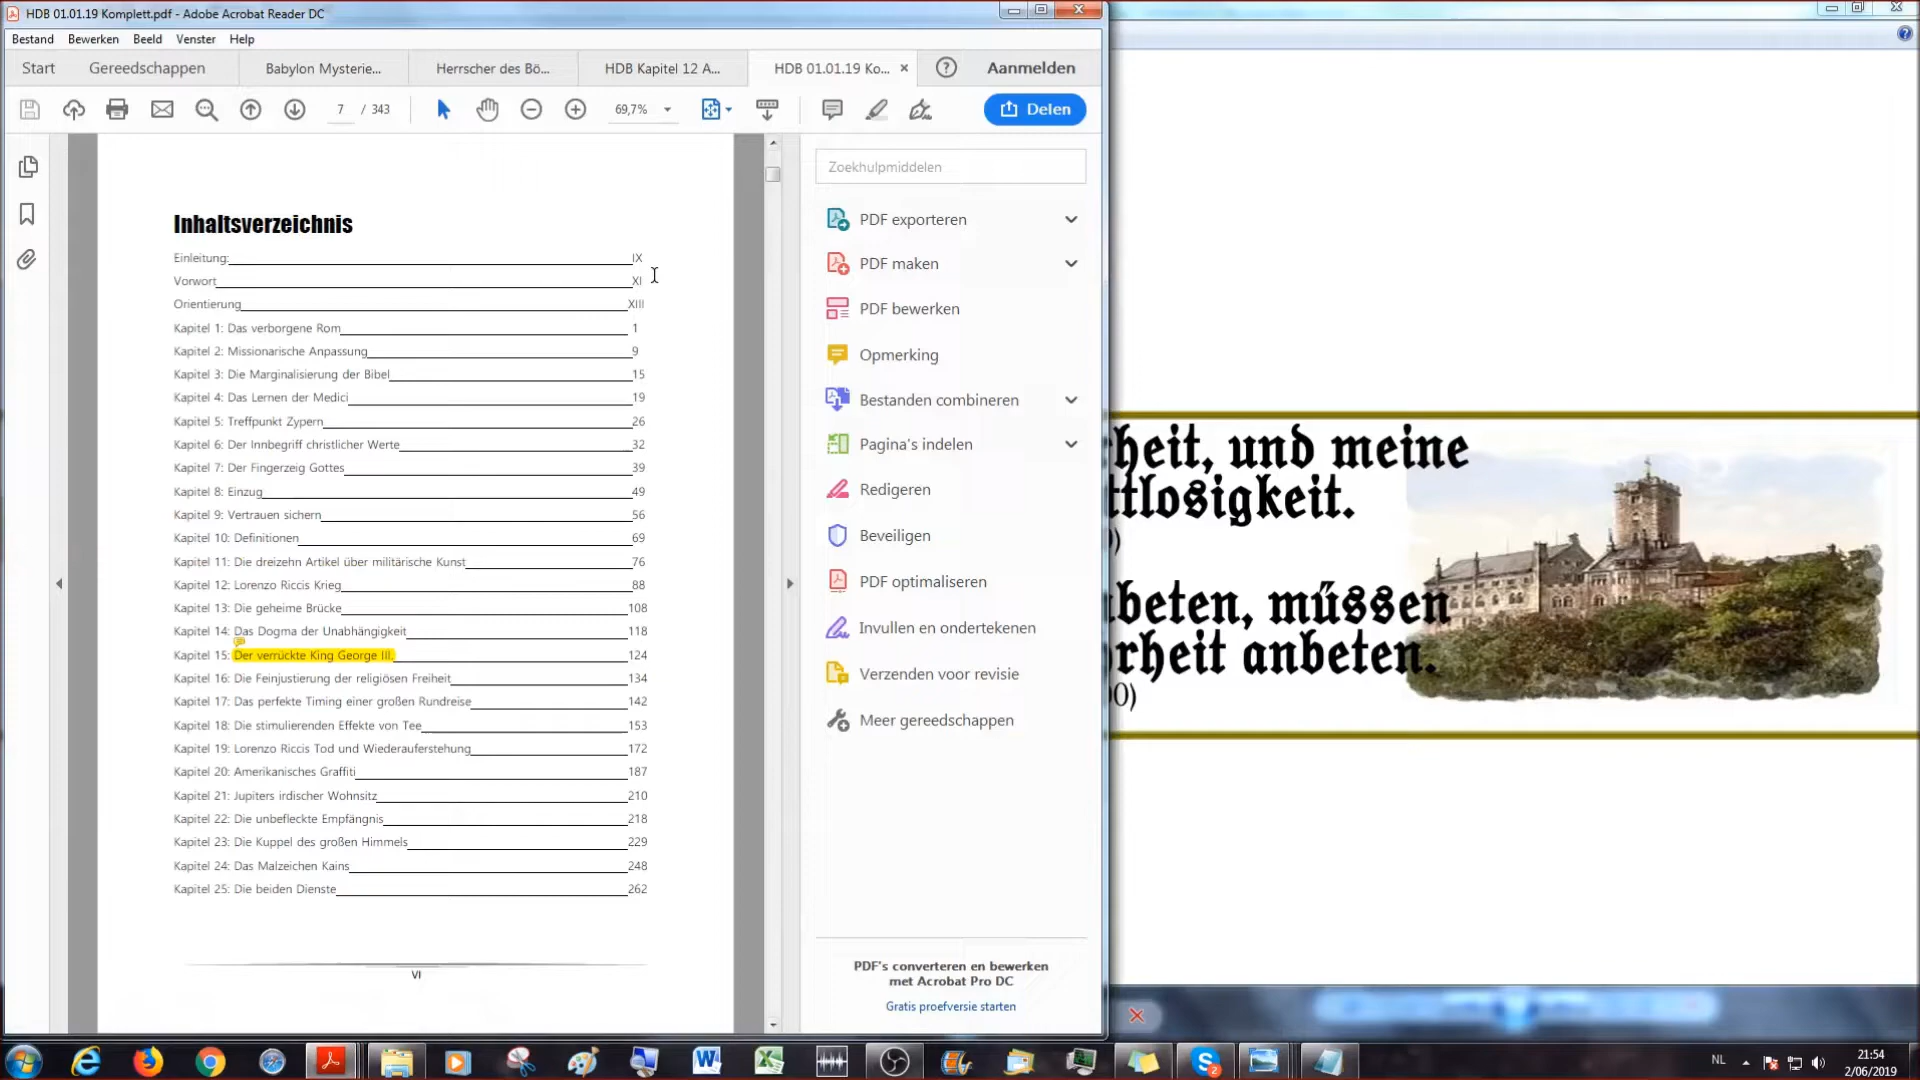 HDB 01.01.19 Komplett.pdf - Adobe Acrobat Reader DC
Bestand Bewerken Beeld Venster Help
Start Gereedschappen Babylon Mysterie... Herrscher des Bö... HDB Kapitel 12 A... HDB 01.01.19 Ko... Aanmelden
7 / 343 69,7% Delen
Inhaltsverzeichnis
Einleitung: IX
Vorwort XI
Orientierung XIII
Kapitel 1: Das verborgene Rom 1
Kapitel 2: Missionarische Anpassung 9
Kapitel 3: Die Marginalisierung der Bibel 15
Kapitel 4: Das Lernen der Medici 19
Kapitel 5: Treffpunkt Zypern 26
Kapitel 6: Der Innbegriff christlicher Werte 32
Kapitel 7: Der Fingerzeig Gottes 39
Kapitel 8: Einzug 49
Kapitel 9: Vertrauen sichern 56
Kapitel 10: Definitionen 69
Kapitel 11: Die dreizehn Artikel über militärische Kunst 76
Kapitel 12: Lorenzo Riccis Krieg 88
Kapitel 13: Die geheime Brücke 108
Kapitel 14: Das Dogma der Unabhängigkeit 118
Kapitel 15: Der verrückte King George III. 124
Kapitel 16: Die Feinjustierung der religiösen Freiheit 134
Kapitel 17: Das perfekte Timing einer großen Rundreise 142
Kapitel 18: Die stimulierenden Effekte von Tee 153
Kapitel 19: Lorenzo Riccis Tod und Wiederauferstehung 172
Kapitel 20: Amerikanisches Graffiti 187
Kapitel 21: Jupiters irdischer Wohnsitz 210
Kapitel 22: Die unbefleckte Empfängnis 218
Kapitel 23: Die Kuppel des großen Himmels 229
Kapitel 24: Das Malzeichen Kains 248
Kapitel 25: Die beiden Dienste 262
VI
Zoekhulpmiddelen
PDF exporteren
PDF maken
PDF bewerken
Opmerking
Bestanden combineren
Pagina's indelen
Redigeren
Beveiligen
PDF optimaliseren
Invullen en ondertekenen
Verzenden voor revisie
Meer gereedschappen
PDF's converteren en bewerken
met Acrobat Pro DC
Gratis proefversie starten
heit, und meine
tlosigkeit.
)
beten, műssen
rheit anbeten.
0)
NL
21:54
2/06/2019